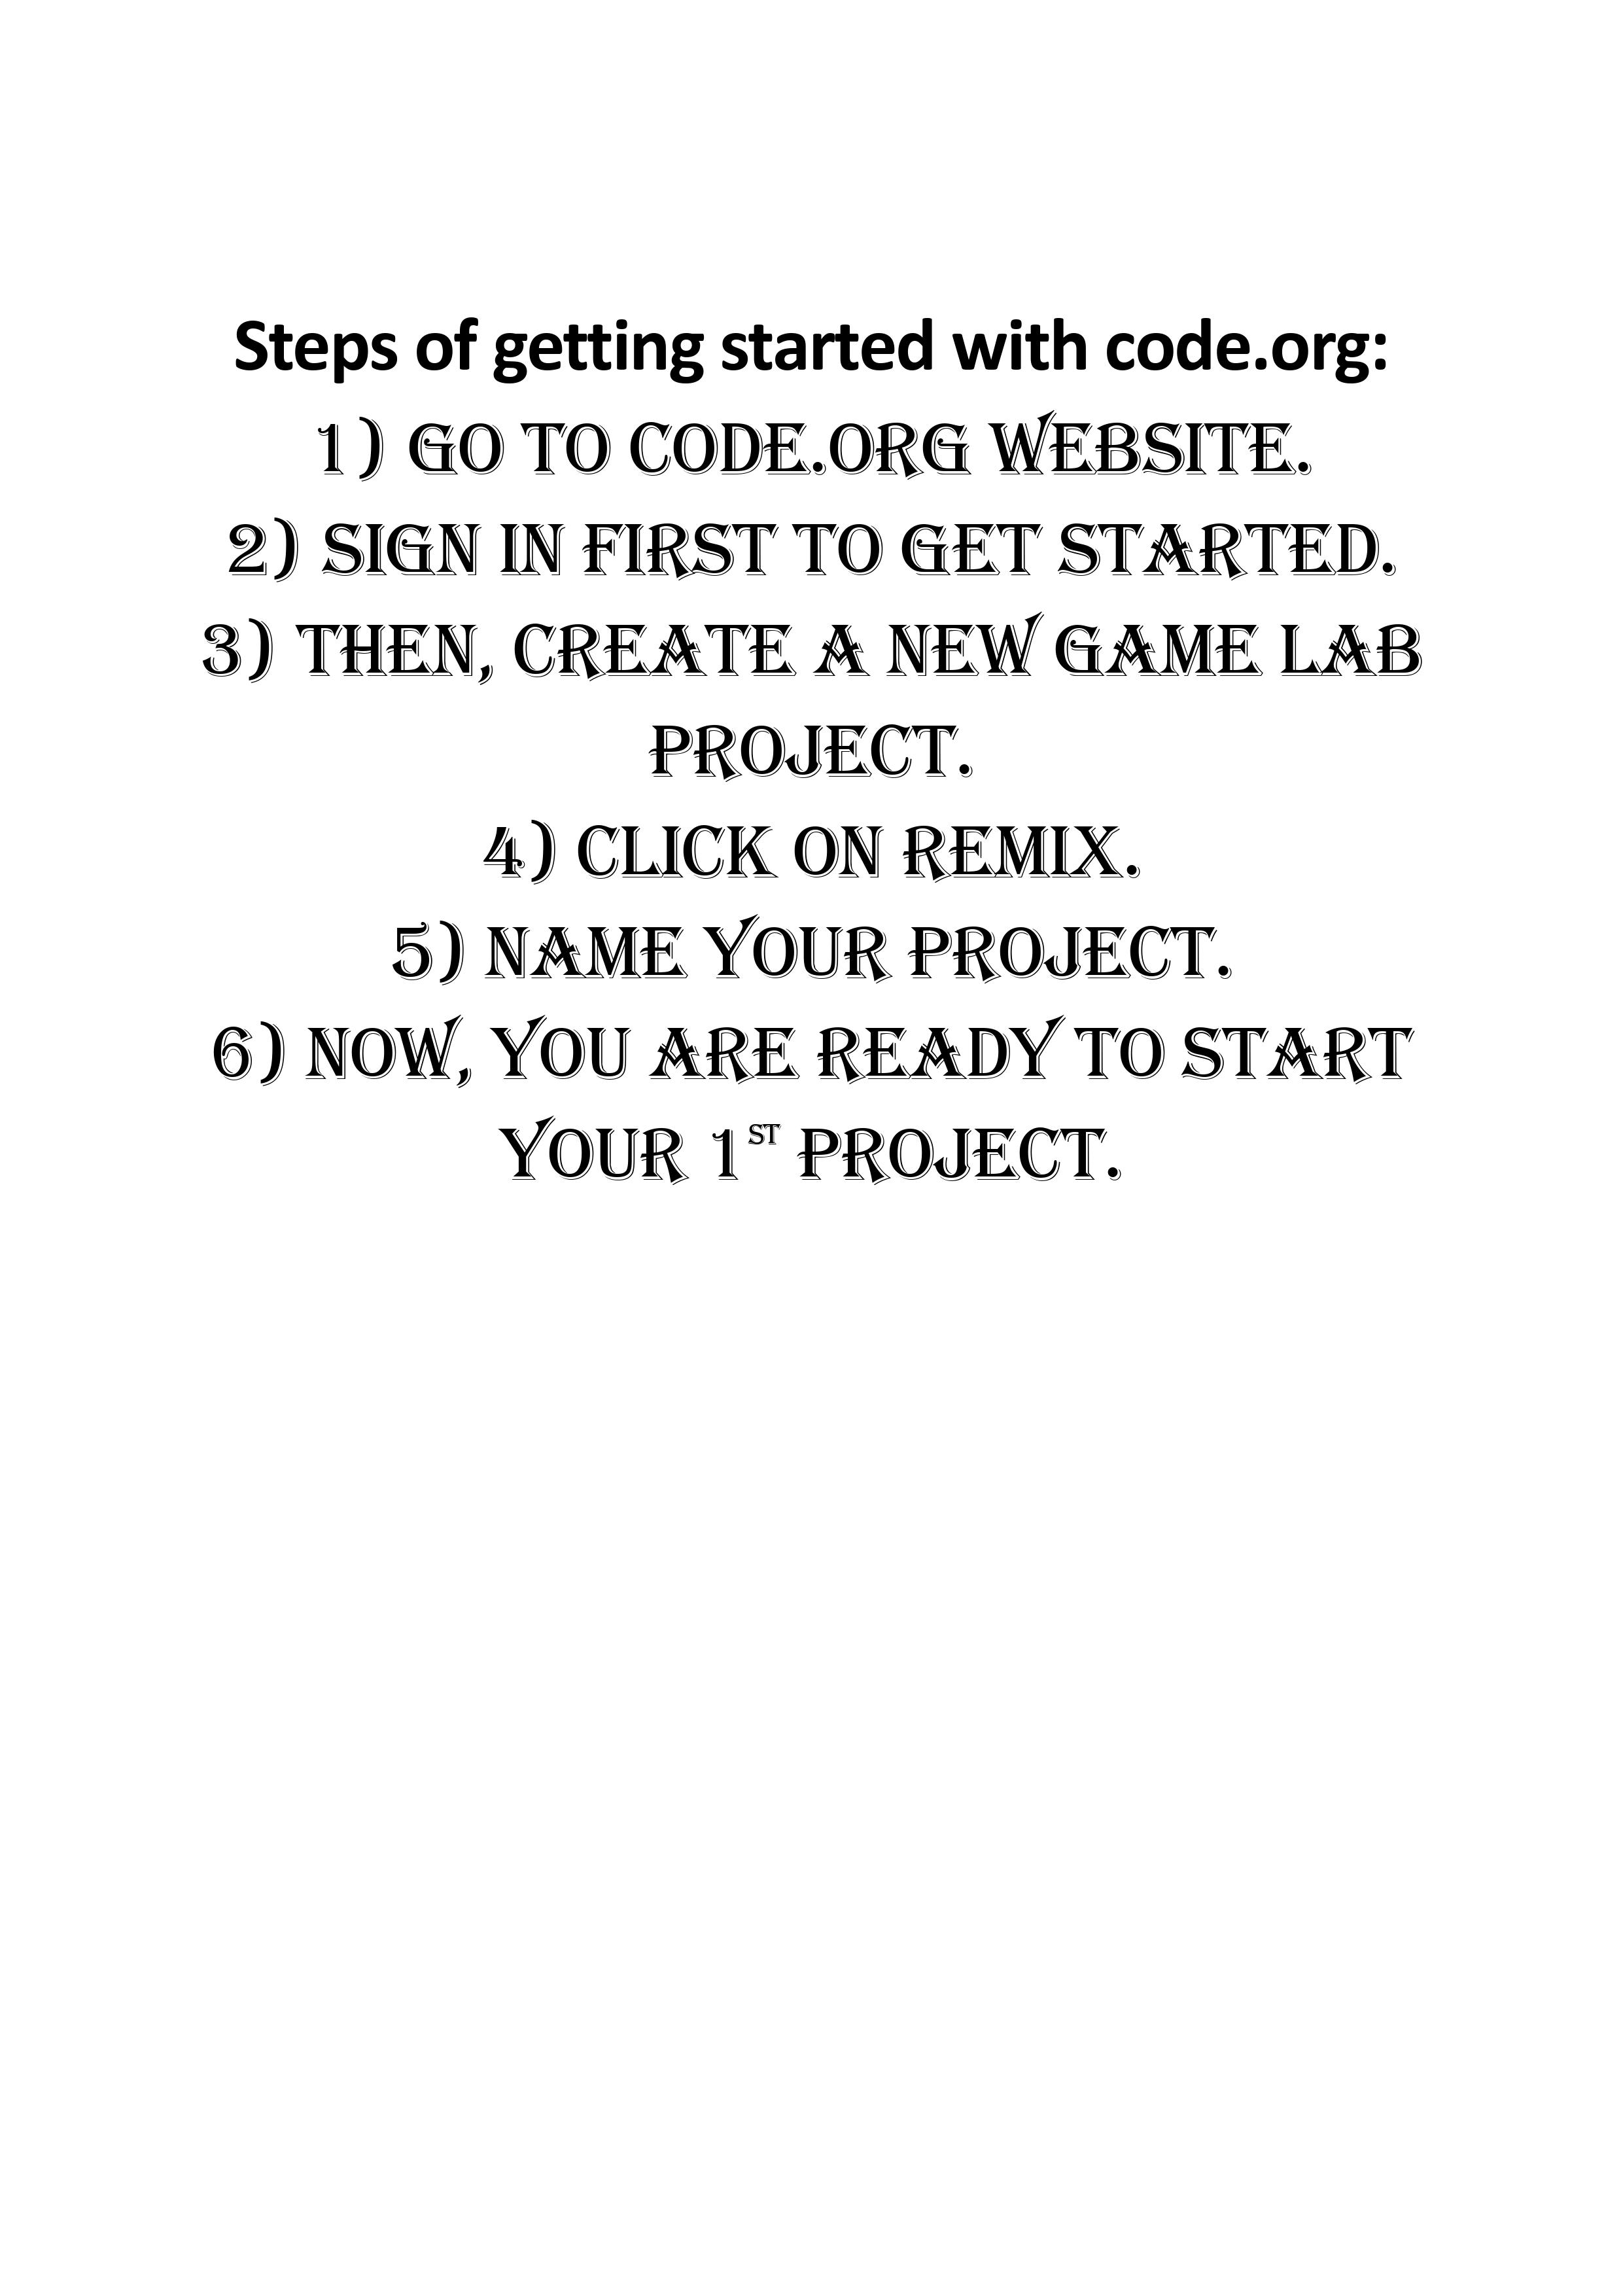 Steps of getting started with code.org:
1) GO TO CODE.ORG WEBSITE.
2) SIGN IN FIRST TO GET STARTED.
3) THEN, CREATE A NEW GAME LAB
PROJECT.
4) CLICK ON REMIX.
5) NAME YOUR PROJECT.
6) NOW, YOU ARE READY TO START
YOUR 1ST PROJECT.